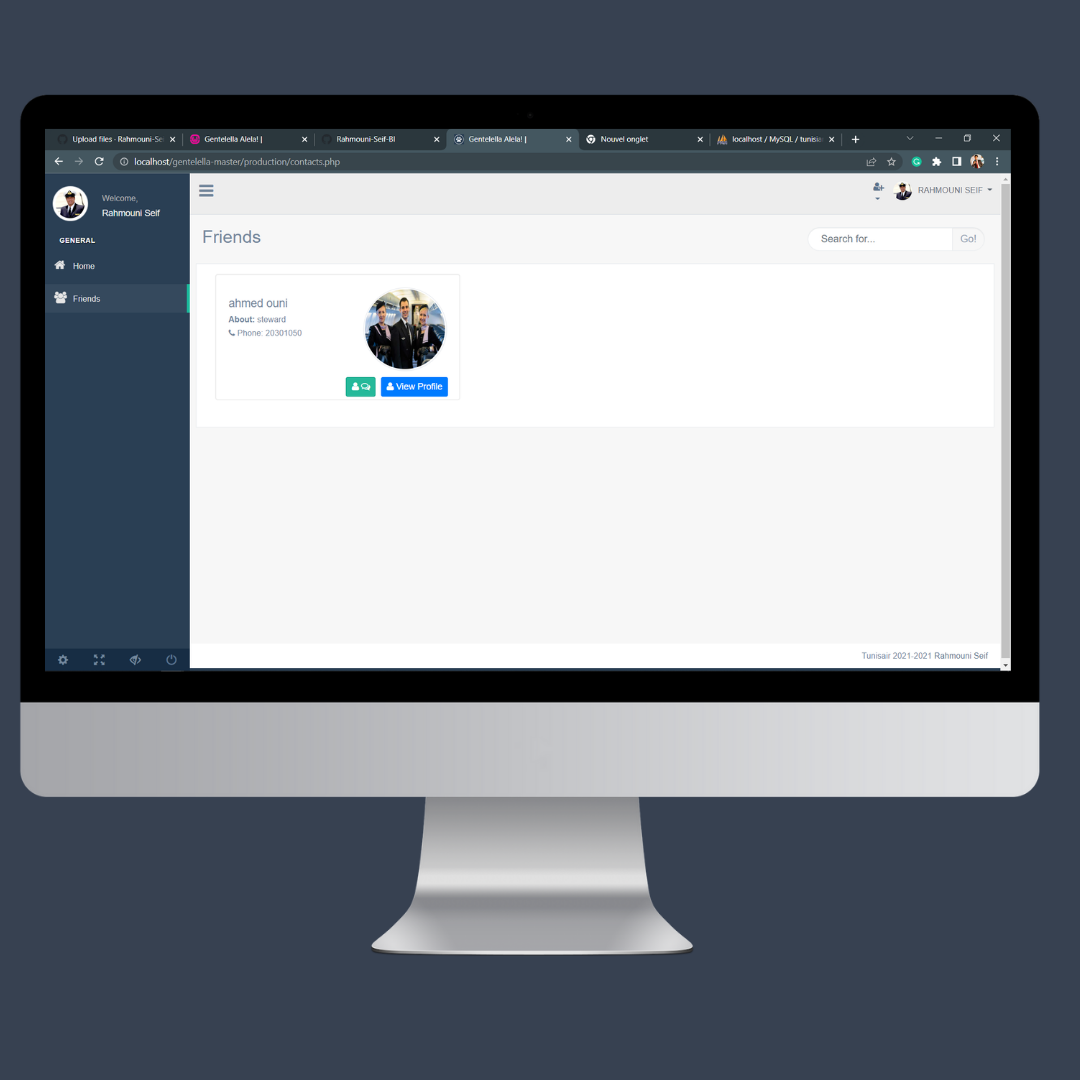 Upload files · Rahmouni-Se
Gentelella Alela! |
Rahmouni-Seif-BI
Gentelella Alela! |
Nouvel onglet
localhost / MySQL / tunisia
localhost/gentelella-master/production/contacts.php
Welcome,
Rahmouni Seif
GENERAL
Home
Friends
RAHMOUNI SEIF
Friends
Search for...
Go!
ahmed ouni
About: steward
Phone: 20301050
View Profile
Tunisair 2021-2021 Rahmouni Seif